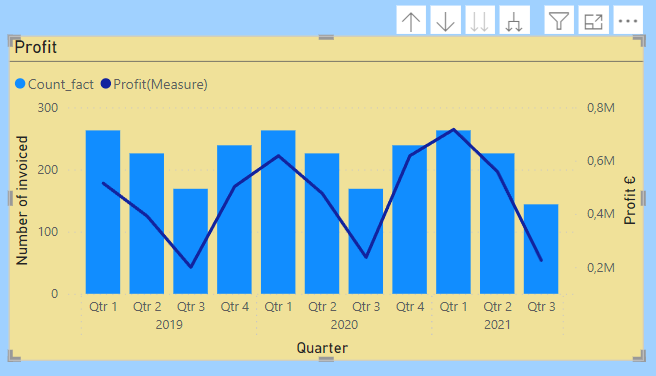 Profit
Count_fact Profit(Measure)
300 0,8M
200 0,6M
100 0,4M
0 0,2M
Number of invoiced
Profit €
Qtr 1 Qtr 2 Qtr 3 Qtr 4 Qtr 1 Qtr 2 Qtr 3 Qtr 4 Qtr 1 Qtr 2 Qtr 3
2019 2020 2021
Quarter